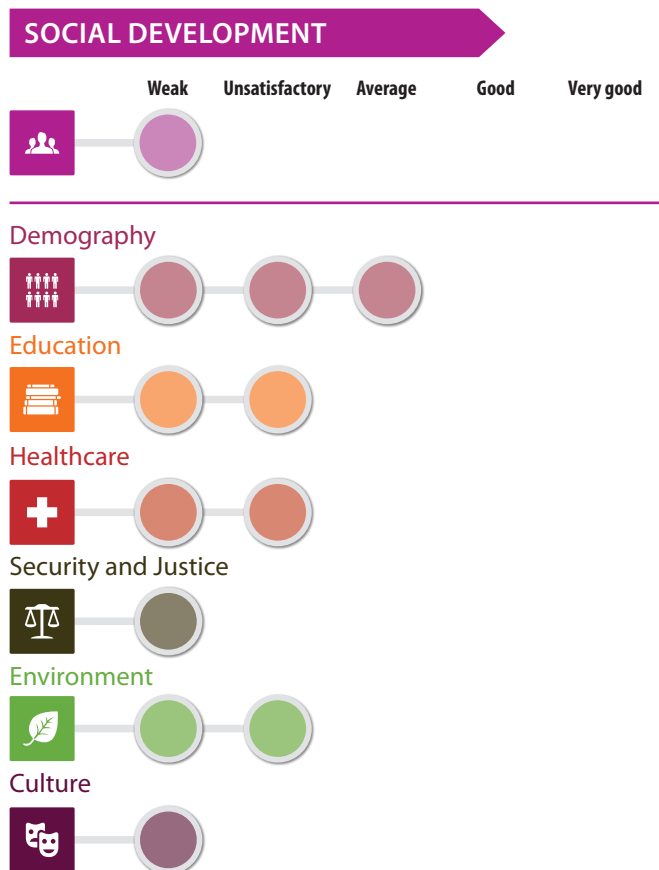 SOCIAL DEVELOPMENT
Weak Unsatisfactory Average Good Very good
Demography
Education
Healthcare
Security and Justice
Environment
Culture